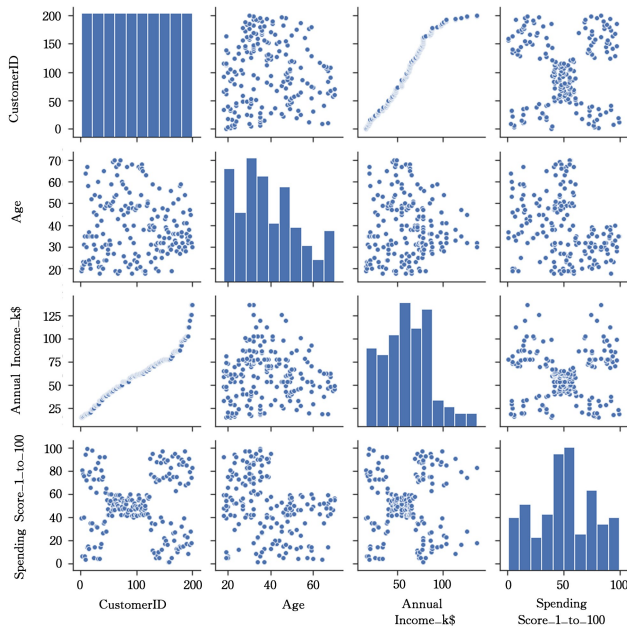 CustomerID
200
150
100
50
0
Age
70
60
50
40
30
20
Annual Income–k$
125
100
75
50
25
Spending Score–1–to–100
100
80
60
40
20
0
0 100 200
20 40 60
50 100
0 50 100
CustomerID
Age
Annual
Income–k$
Spending
Score–1–to–100